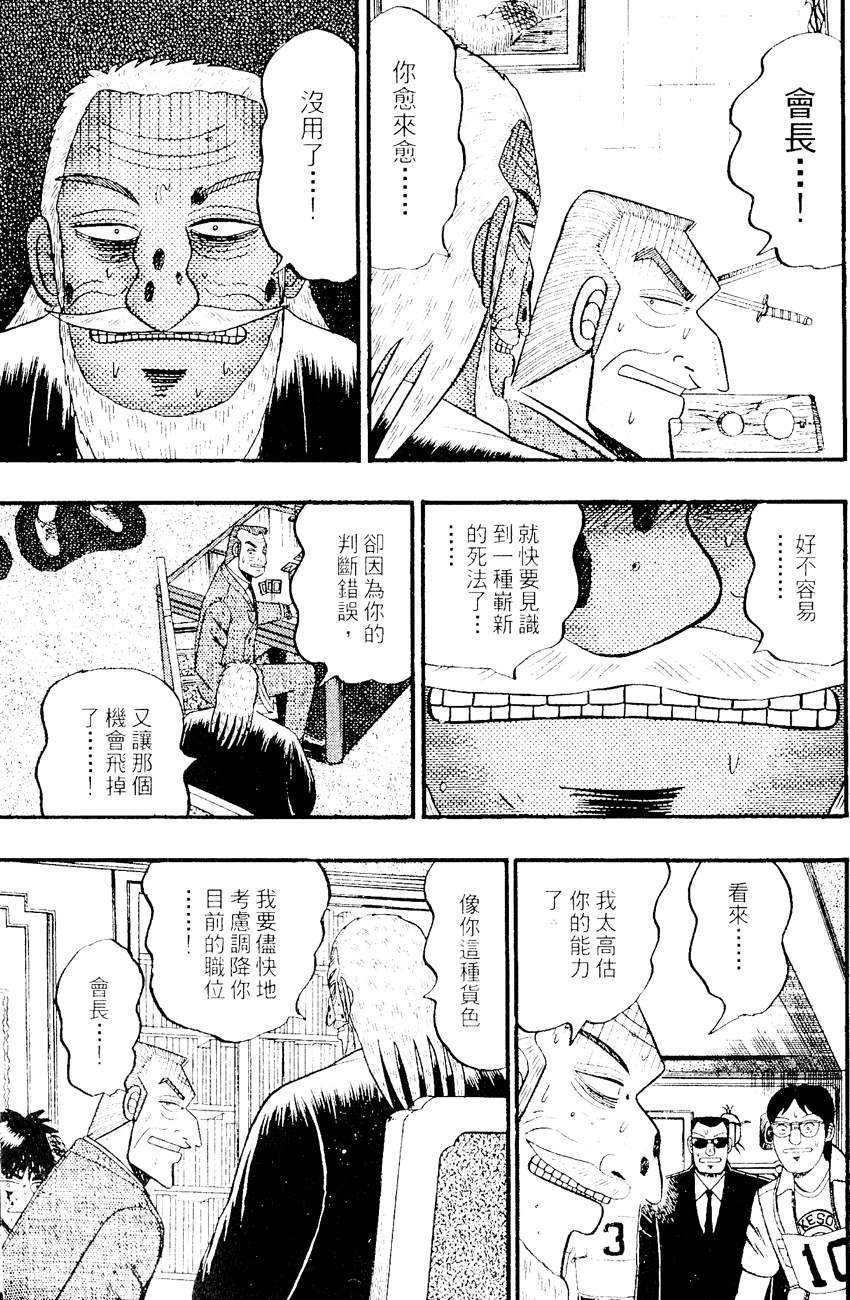 會長…！
你愈來愈
……
沒用了…！
好不容易
……
就快要見識
到一種嶄新
的死法了…
……
卻因為你的
判斷錯誤，
又讓那個
機會飛掉
了……！
看來……
我太高估
你的能力
了
3
XESO
10
像你這種貨色
我要儘快地
考慮調降你
目前的職位
……！
會長…！